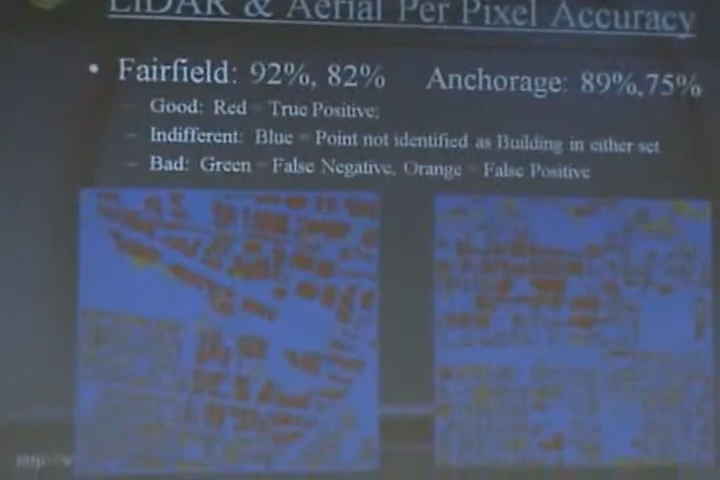 LiDAR & Aerial Per Pixel Accuracy
• Fairfield: 92%, 82% Anchorage: 89%,75%
– Good: Red = True Positive;
– Indifferent: Blue = Point not identified as Building in either set
– Bad: Green = False Negative, Orange = False Positive